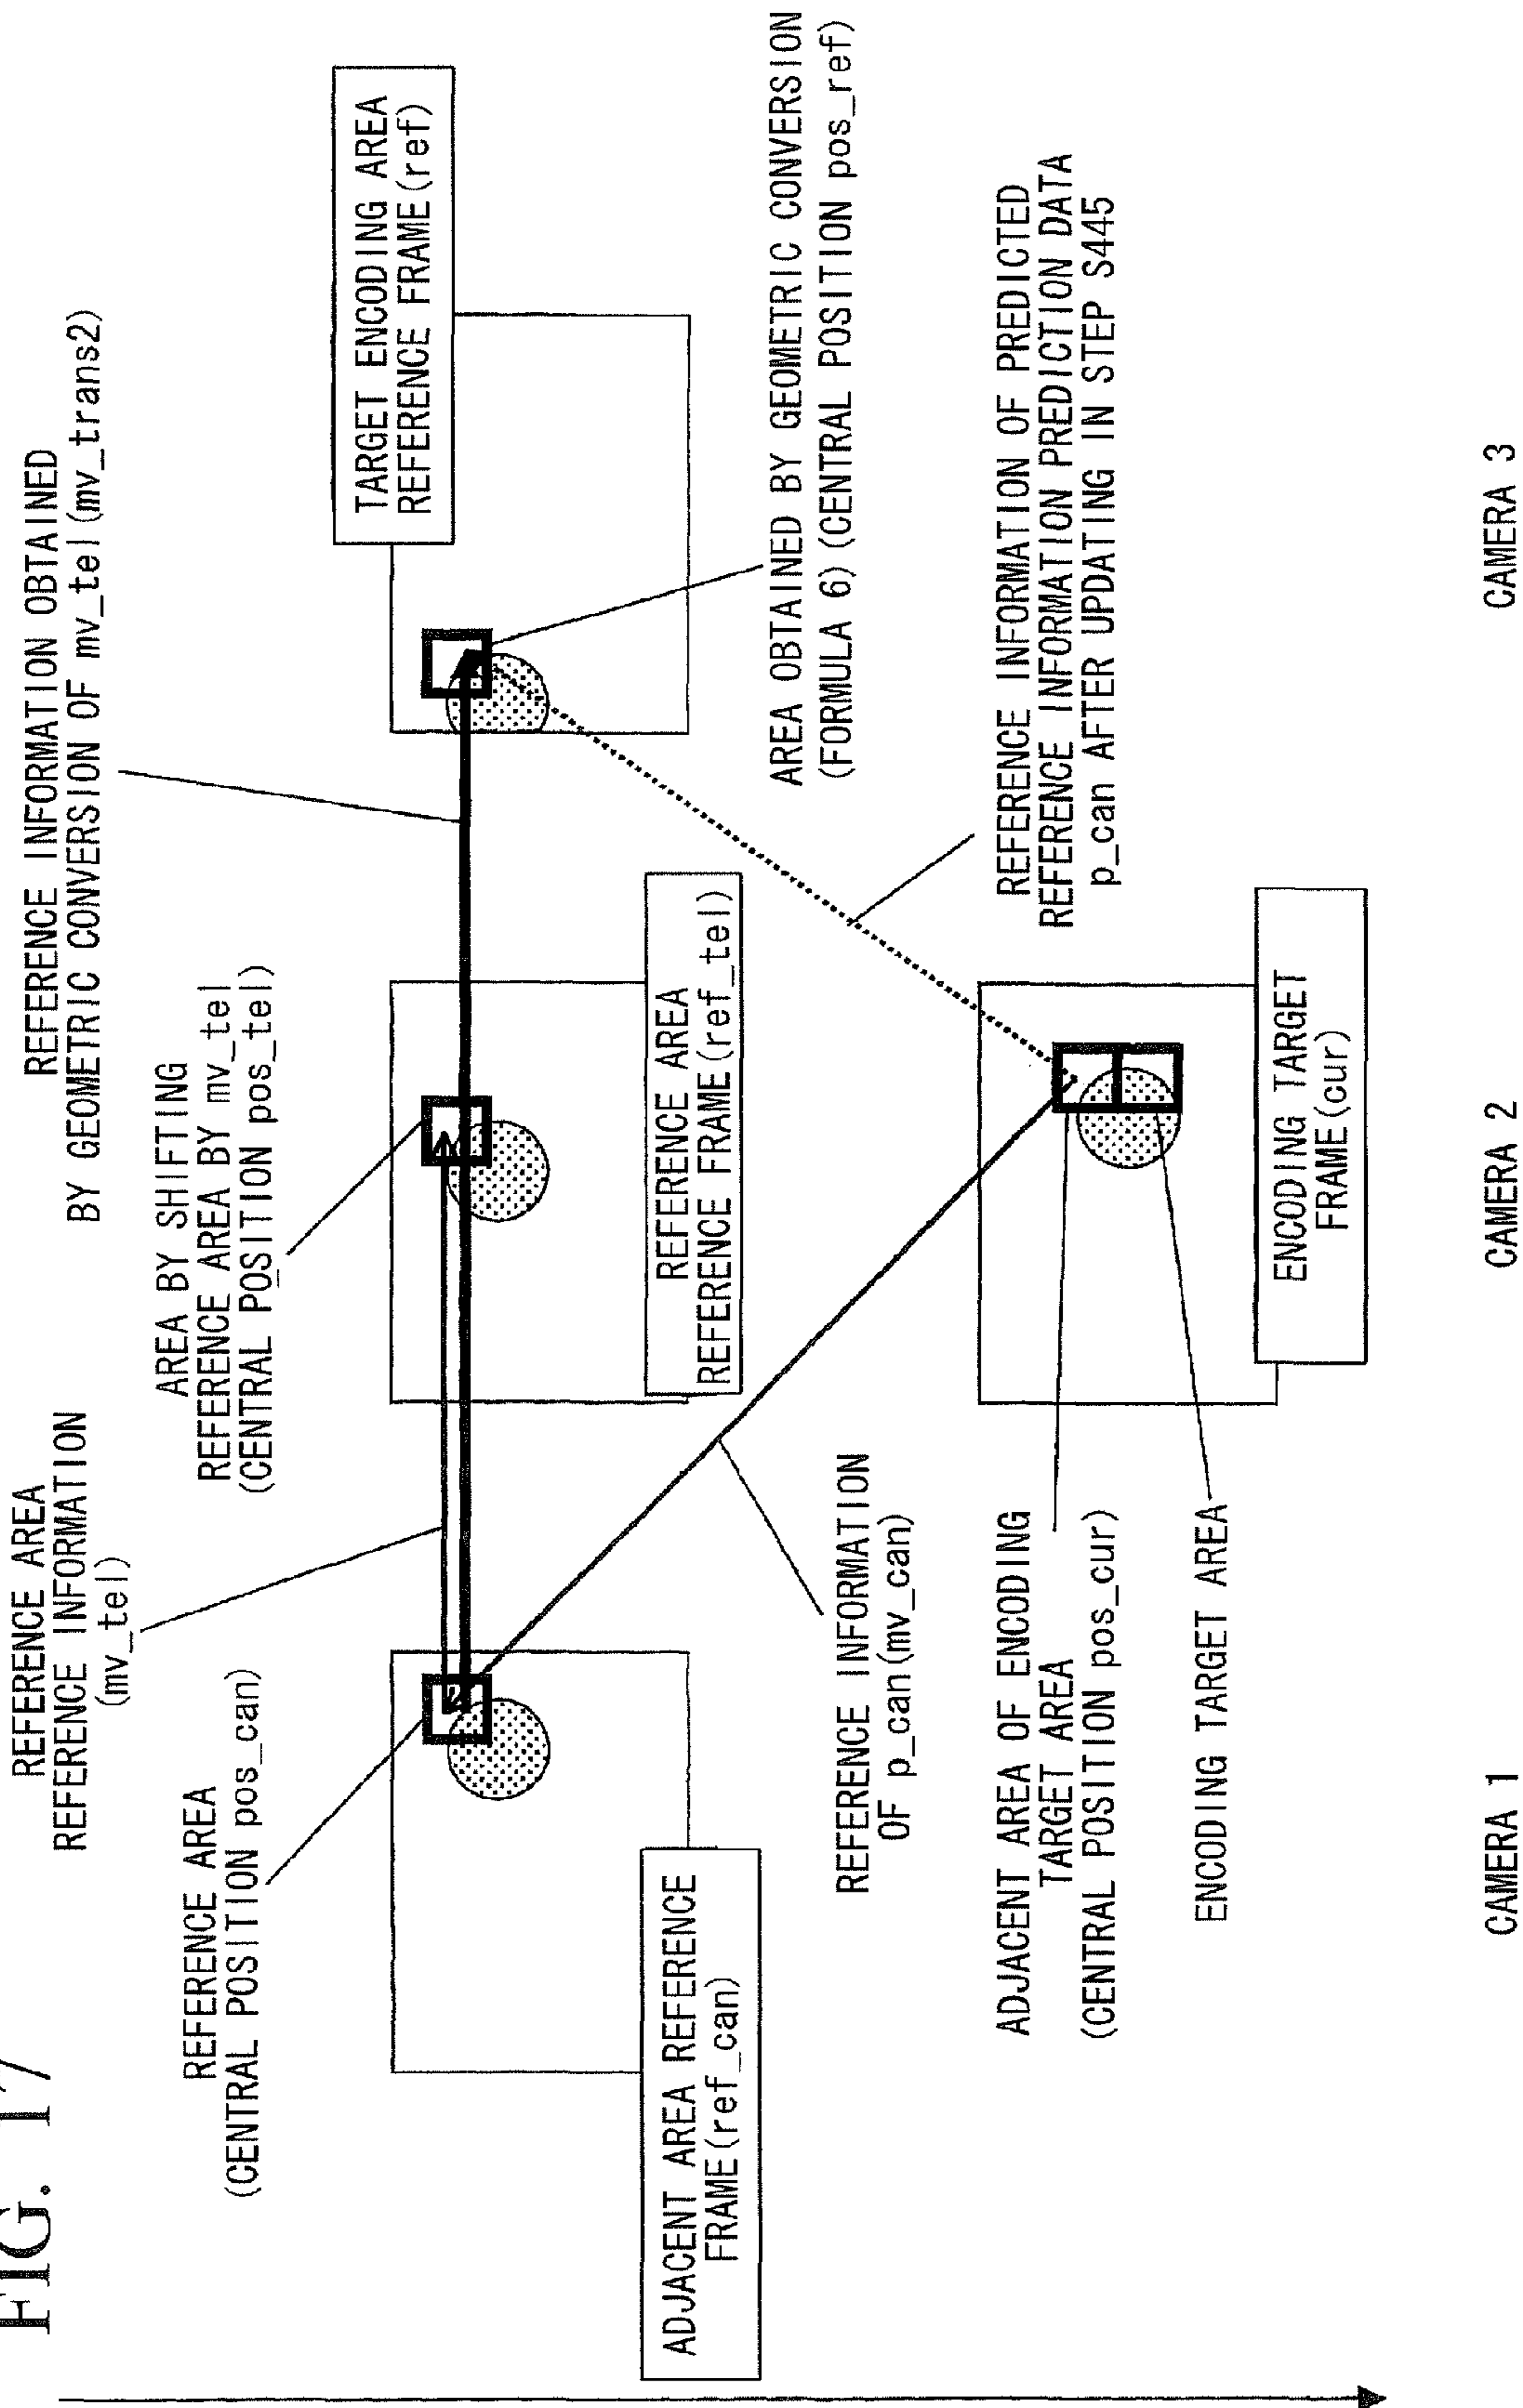 FIG. 17
REFERENCE AREA
REFERENCE INFORMATION
(mv_tel)
REFERENCE INFORMATION OBTAINED
BY GEOMETRIC CONVERSION OF mv_tel(mv_trans2)
REFERENCE AREA
(CENTRAL POSITION pos_can)
AREA BY SHIFTING
REFERENCE AREA BY mv_tel
(CENTRAL POSITION pos_tel)
TARGET ENCODING AREA
REFERENCE FRAME(ref)
ADJACENT AREA REFERENCE
FRAME(ref_can)
REFERENCE AREA
REFERENCE FRAME(ref_tel)
AREA OBTAINED BY GEOMETRIC CONVERSION
(FORMULA 6)(CENTRAL POSITION pos_ref)
REFERENCE INFORMATION
OF p_can(mv_can)
REFERENCE INFORMATION OF PREDICTED
REFERENCE INFORMATION PREDICTION DATA
p_can AFTER UPDATING IN STEP S445
ADJACENT AREA OF ENCODING
TARGET AREA
(CENTRAL POSITION pos_cur)
ENCODING TARGET AREA
ENCODING TARGET
FRAME(cur)
CAMERA 1
CAMERA 2
CAMERA 3